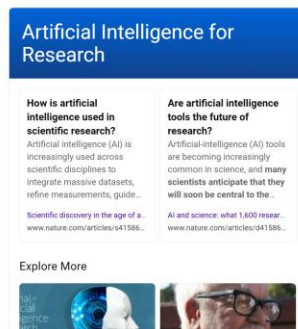 Artificial Intelligence for
Research
How is artificial
intelligence used in
scientific research?
Artificial intelligence (AI) is
increasingly used across
scientific disciplines to
integrate massive datasets,
refine measurements, guide...
Scientific discovery in the age of a..
www.nature.com/articles/s41586...
Are artificial intelligence
tools the future of
research?
Artificial-intelligence (AI) tools
are becoming increasingly
common in science, and many
scientists anticipate that they
will soon be central to the...
AI and science: what 1,600 resear..
www.nature.com/articles/d41586...
Explore More